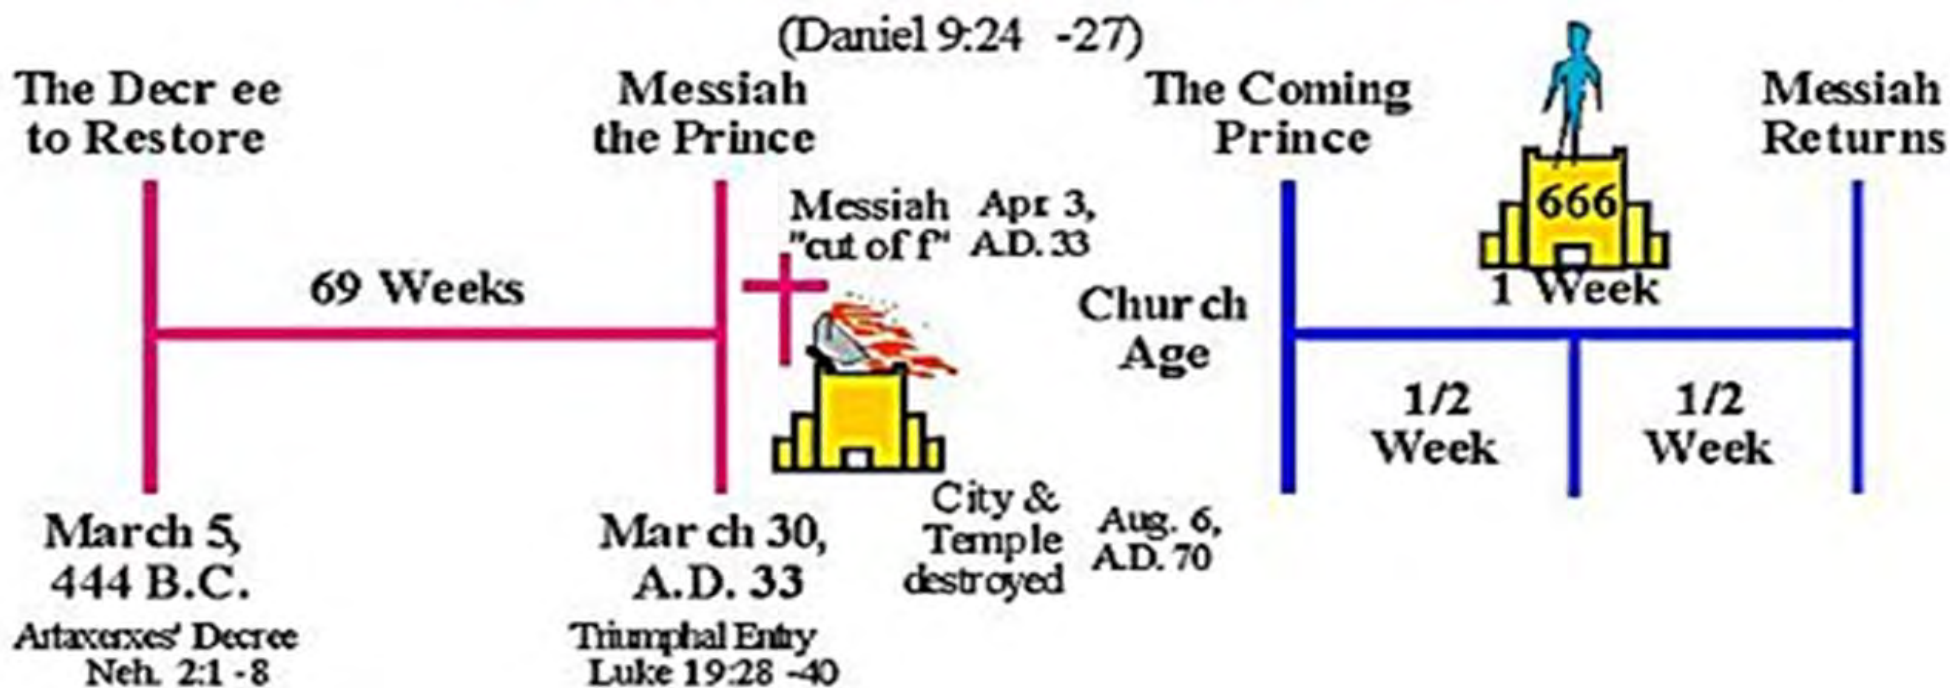 (Daniel 9:24 -27)
The Decr ee
to Restore
Messiah
the Prince
The Coming
Prince
Messiah
Returns
666
Messiah Apr. 3,
"cut of f" A.D. 33
69 Weeks
Church
Age
1 Week
1/2
Week
1/2
Week
City &
Temple
destroyed
Aug. 6,
A.D. 70
March 5,
444 B.C.
Artaxerxes' Decree
Neh. 2:1 -8
Mar ch 30,
A.D. 33
Triumphal Entry
Luke 19:28 -40